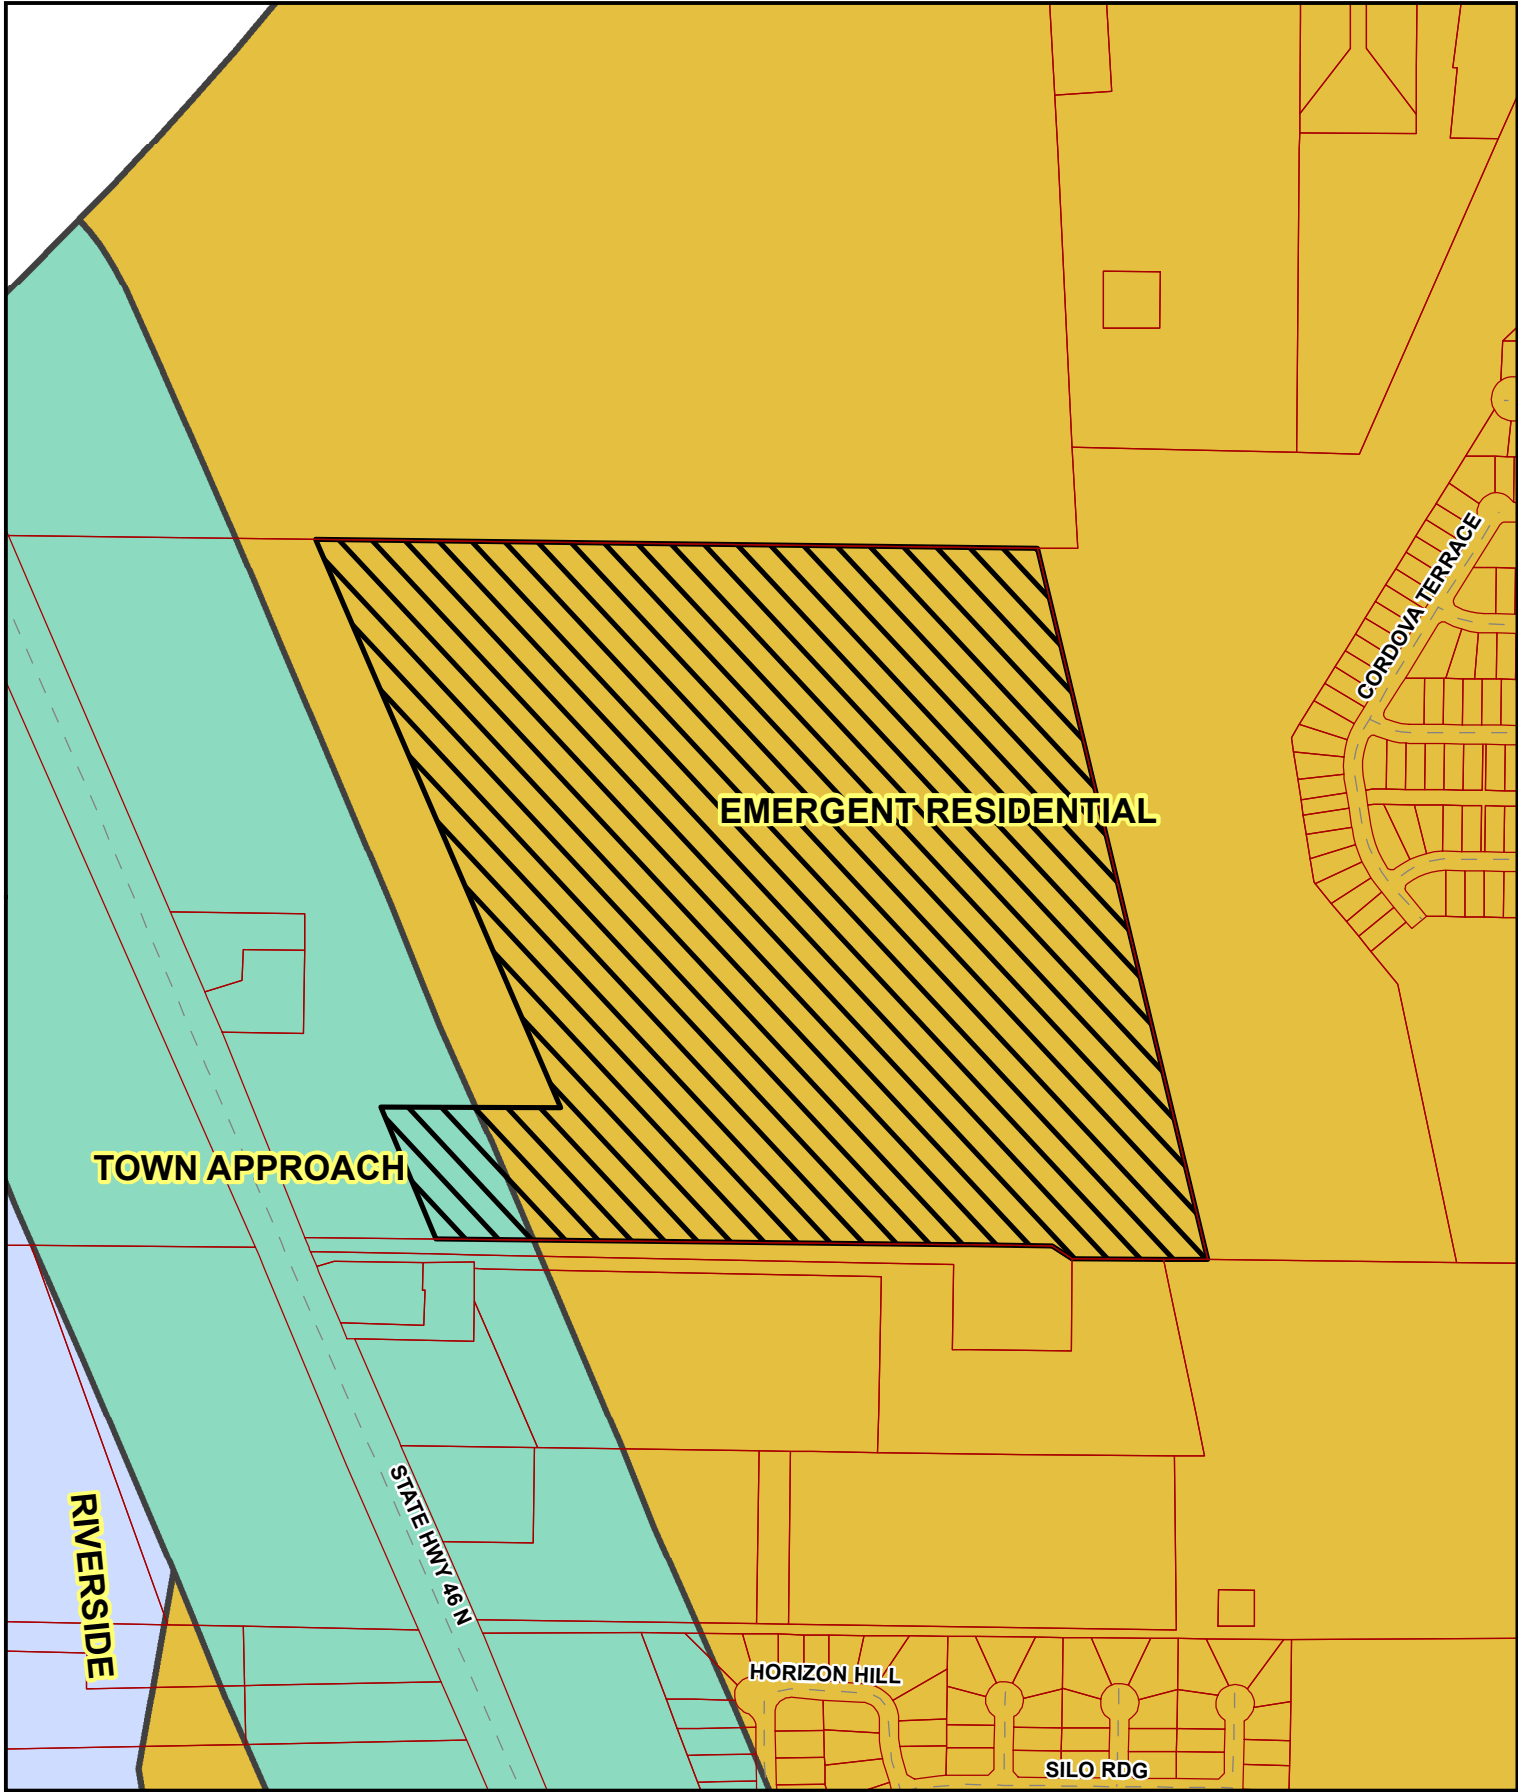 CORDOVA TERRACE
EMERGENT RESIDENTIAL
TOWN APPROACH
STATE HWY 46 N
RIVERSIDE
HORIZON HILL
SILO RDG